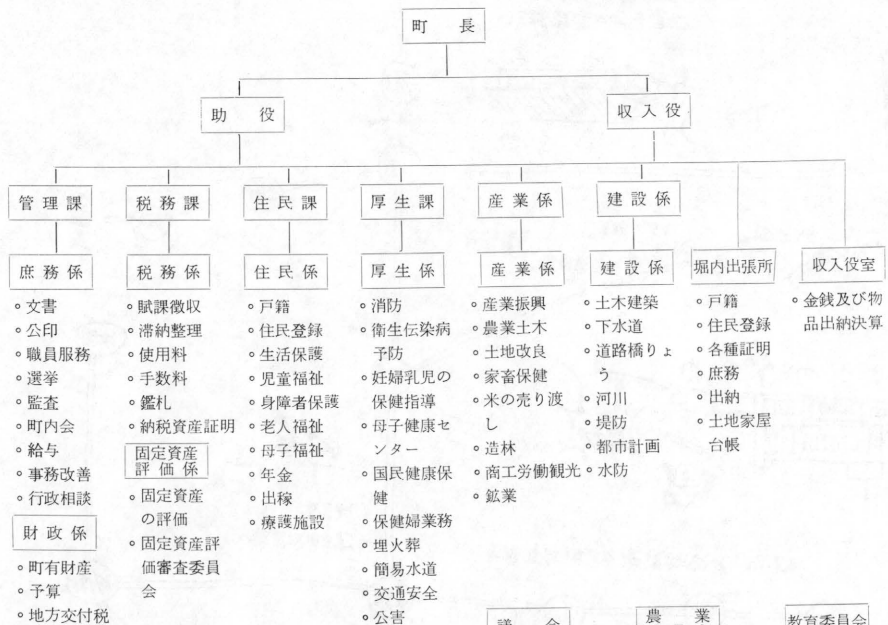 町長
助役
収入役
管理課
税務課
住民課
厚生課
産業係
建設係
庶務係
◦文書
◦公印
◦職員服務
◦選挙
◦監査
◦町内会
◦給与
◦事務改善
◦行政相談
財政係
◦町有財産
◦予算
◦地方交付税
税務係
◦賦課徴収
◦滞納整理
◦使用料
◦手数料
◦鑑札
◦納税資産証明
固定資産
評価係
◦固定資産
の評価
◦固定資産評
価審査委員
会
住民係
◦戸籍
◦住民登録
◦生活保護
◦児童福祉
◦身障者保護
◦老人福祉
◦母子福祉
◦年金
◦出稼
◦療護施設
厚生係
◦消防
◦衛生伝染病
予防
◦妊婦乳児の
保健指導
◦母子健康セ
ンター
◦国民健康保
健
◦保健婦業務
◦埋火葬
◦簡易水道
◦交通安全
◦公害
産業係
◦産業振興
◦農業土木
◦土地改良
◦家畜保健
◦米の売り渡
し
◦造林
◦商工労働観光
◦鉱業
建設係
◦土木建築
◦下水道
◦道路橋りょ
う
◦河川
◦堤防
◦都市計画
◦水防
堀内出張所
◦戸籍
◦住民登録
◦各種証明
◦庶務
◦出納
◦土地家屋
台帳
収入役室
◦金銭及び物
品出納決算
議会
農業
教育委員会